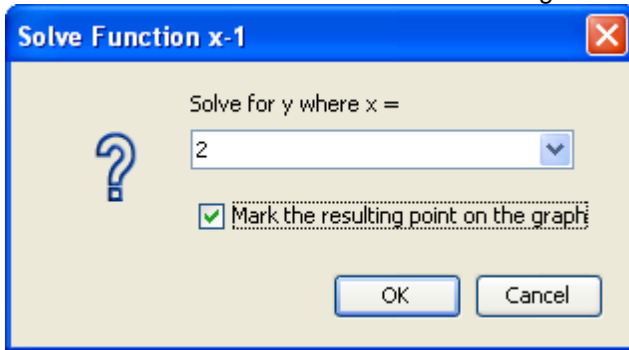 Solve Function x-1
Solve for y where x =
2
Mark the resulting point on the graph
OK
Cancel